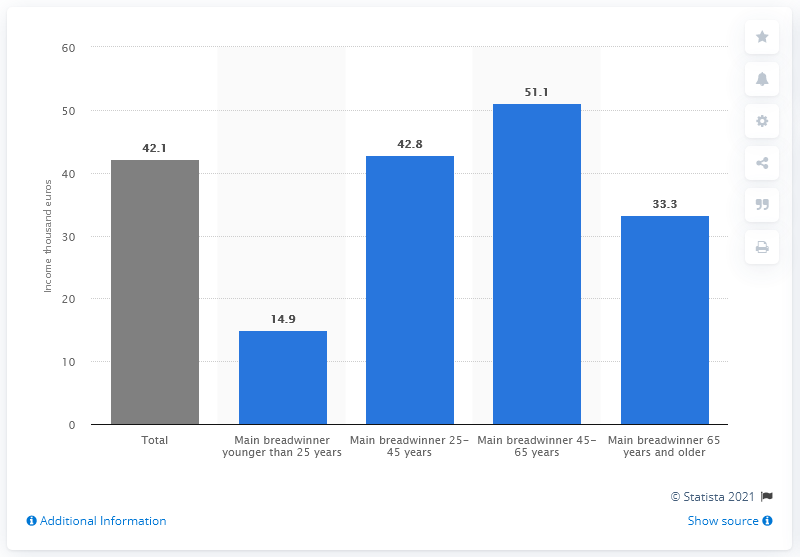 60
50
40
30
20
10
0
Income thousand euros
42.1
14.9
42.8
51.1
33.3
Total
Main breadwinner
younger than 25 years
Main breadwinner 25-
45 years
Main breadwinner 45-
65 years
Main breadwinner 65
years and older
© Statista 2021
Additional Information
Show source